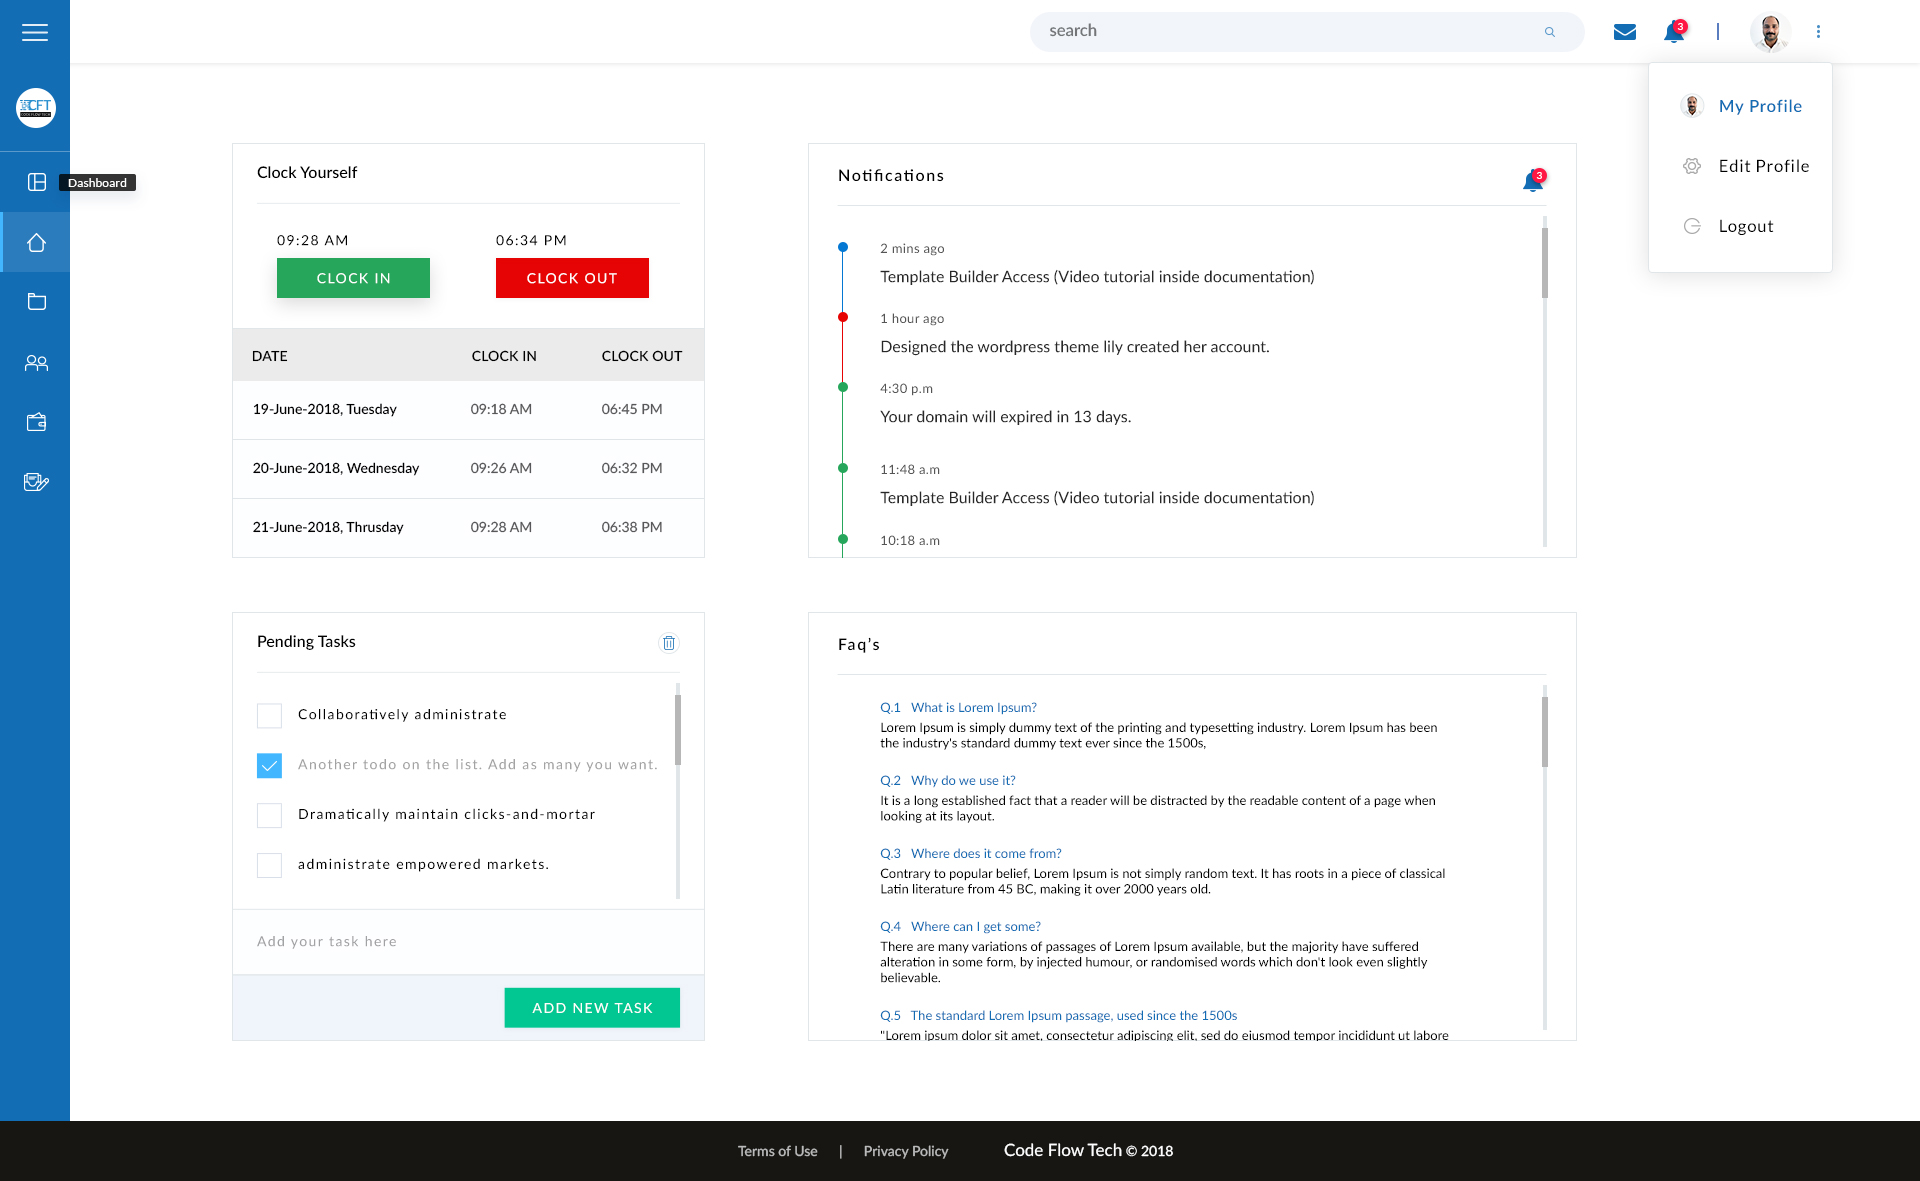 search
3
My Profile
Edit Profile
Logout
CFT
CODE FLOW TECH
Dashboard
Clock Yourself
09:28 AM
06:34 PM
CLOCK IN
CLOCK OUT
DATE CLOCK IN CLOCK OUT
19-June-2018, Tuesday 09:18 AM 06:45 PM
20-June-2018, Wednesday 09:26 AM 06:32 PM
21-June-2018, Thrusday 09:28 AM 06:38 PM
Notifications
3
2 mins ago
Template Builder Access (Video tutorial inside documentation)
1 hour ago
Designed the wordpress theme lily created her account.
4:30 p.m
Your domain will expired in 13 days.
11:48 a.m
Template Builder Access (Video tutorial inside documentation)
10:18 a.m
Pending Tasks
Collaboratively administrate
Another todo on the list. Add as many you want.
Dramatically maintain clicks-and-mortar
administrate empowered markets.
Add your task here
ADD NEW TASK
Faq's
Q.1 What is Lorem Ipsum?
Lorem Ipsum is simply dummy text of the printing and typesetting industry. Lorem Ipsum has been
the industry's standard dummy text ever since the 1500s,
Q.2 Why do we use it?
It is a long established fact that a reader will be distracted by the readable content of a page when
looking at its layout.
Q.3 Where does it come from?
Contrary to popular belief, Lorem Ipsum is not simply random text. It has roots in a piece of classical
Latin literature from 45 BC, making it over 2000 years old.
Q.4 Where can I get some?
There are many variations of passages of Lorem Ipsum available, but the majority have suffered
alteration in some form, by injected humour, or randomised words which don't look even slightly
believable.
Q.5 The standard Lorem Ipsum passage, used since the 1500s
"Lorem ipsum dolor sit amet, consectetur adipiscing elit, sed do eiusmod tempor incididunt ut labore
Terms of Use | Privacy Policy Code Flow Tech © 2018